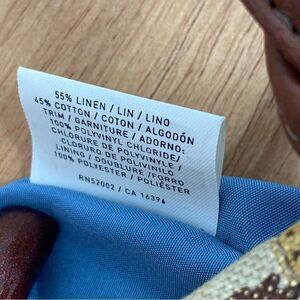 55% LINEN / LIN / LINO
45% COTTON / COTON / ALGODÓN
TRIM / GARNITURE / ADORNO:
100% POLYVINYL CHLORIDE/
CHLORURE DE POLYVINYLE/
CLORURO DE POLIVINILO
LINING / DOUBLURE /FORRO
100% POLYESTER / POLIÉSTER
RN52002 / CA 16394